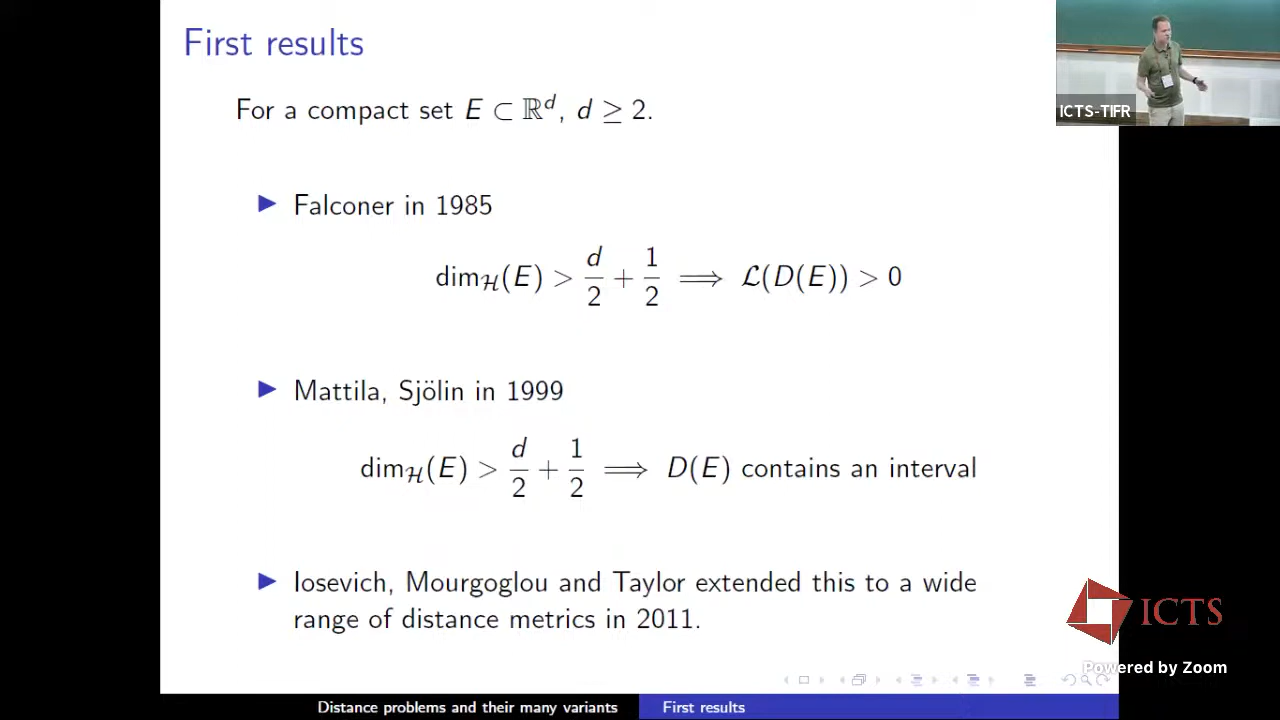 First results
For a compact set E ⊂ ℝᵈ, d ≥ 2.
▶ Falconer in 1985
dim_ℋ(E) > d/2 + 1/2 ⟹ ℒ(D(E)) > 0
▶ Mattila, Sjölin in 1999
dim_ℋ(E) > d/2 + 1/2 ⟹ D(E) contains an interval
▶ Iosevich, Mourgoglou and Taylor extended this to a wide
range of distance metrics in 2011.
ICTS-TIFR
ICTS
Powered by Zoom
Distance problems and their many variants
First results